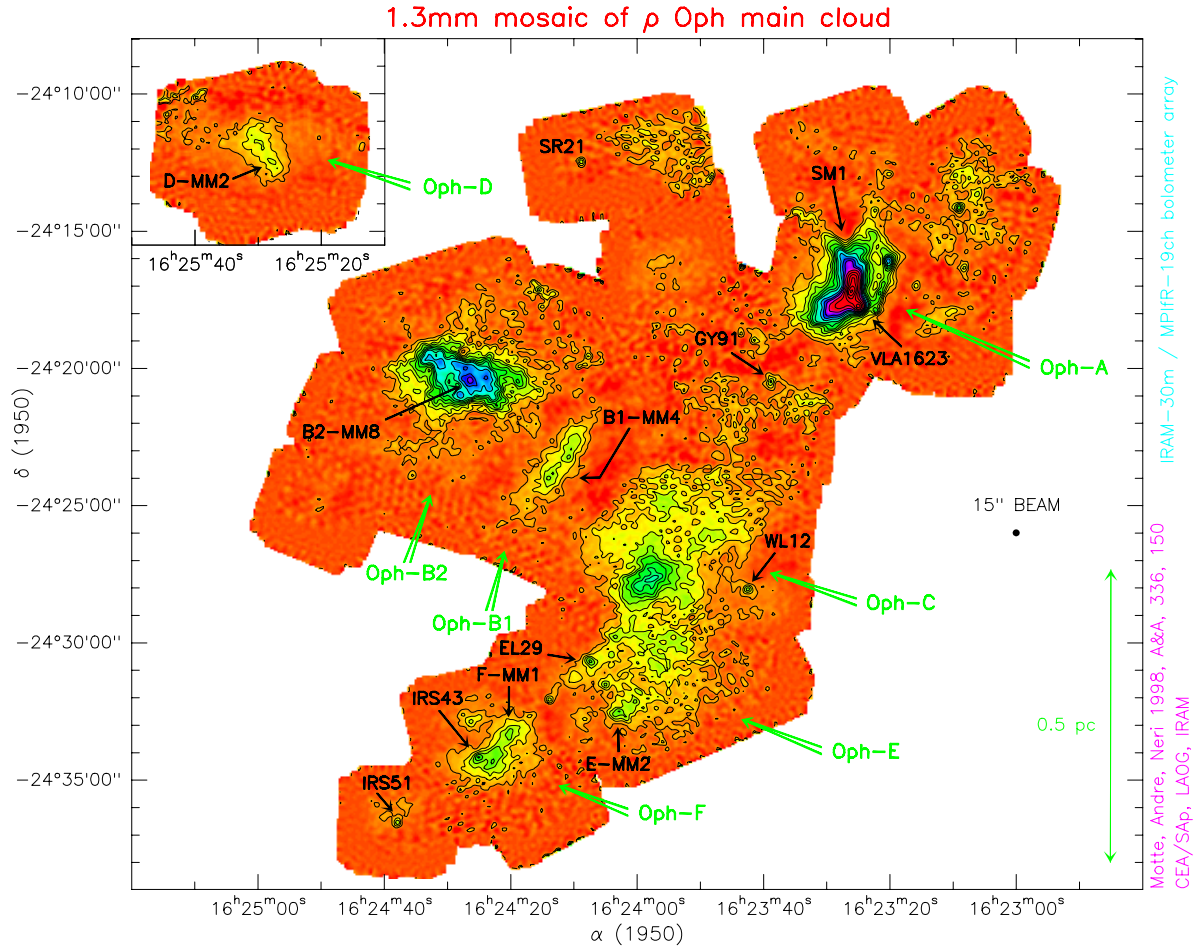 1.3mm mosaic of ρ Oph main cloud
-24°10'00"
-24°15'00"
-24°20'00"
-24°25'00"
-24°30'00"
-24°35'00"
δ (1950)
D-MM2
Oph-D
16h25m40s
16h25m20s
SR21
SM1
VLA1623
Oph-A
GY91
B2-MM8
B1-MM4
15" BEAM
WL12
Oph-B2
Oph-B1
Oph-C
EL29
F-MM1
IRS43
0.5 pc
E-MM2
Oph-E
IRS51
Oph-F
16h25m00s
16h24m40s
16h24m20s
16h24m00s
16h23m40s
16h23m20s
16h23m00s
α (1950)
IRAM-30m / MPIfR-19ch bolometer array
Motte, Andre, Neri 1998, A&A, 336, 150
CEA/SAp, LAOG, IRAM